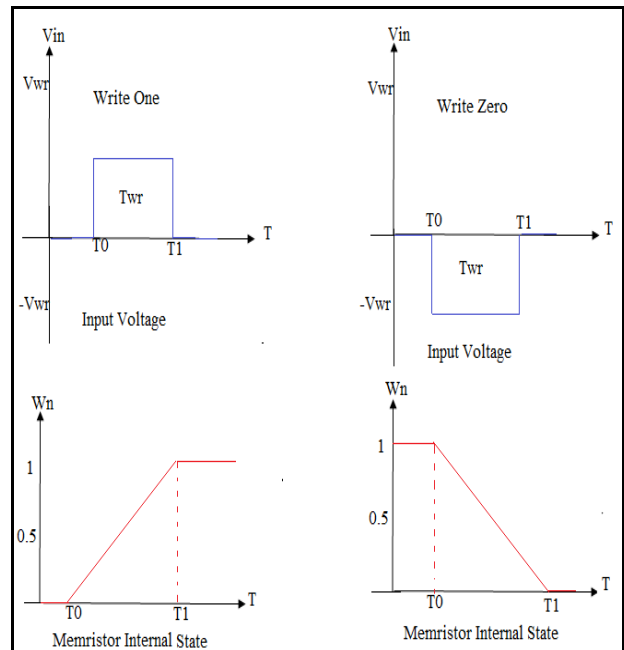 Vin
Vwr
Write One
Twr
T0
T1
T
-Vwr
Input Voltage
Vin
Vwr
Write Zero
T0
T1
T
Twr
-Vwr
Input Voltage
Wn
1
0.5
T0
T1
T
Memristor Internal State
Wn
1
0.5
T0
T1
T
Memristor Internal State